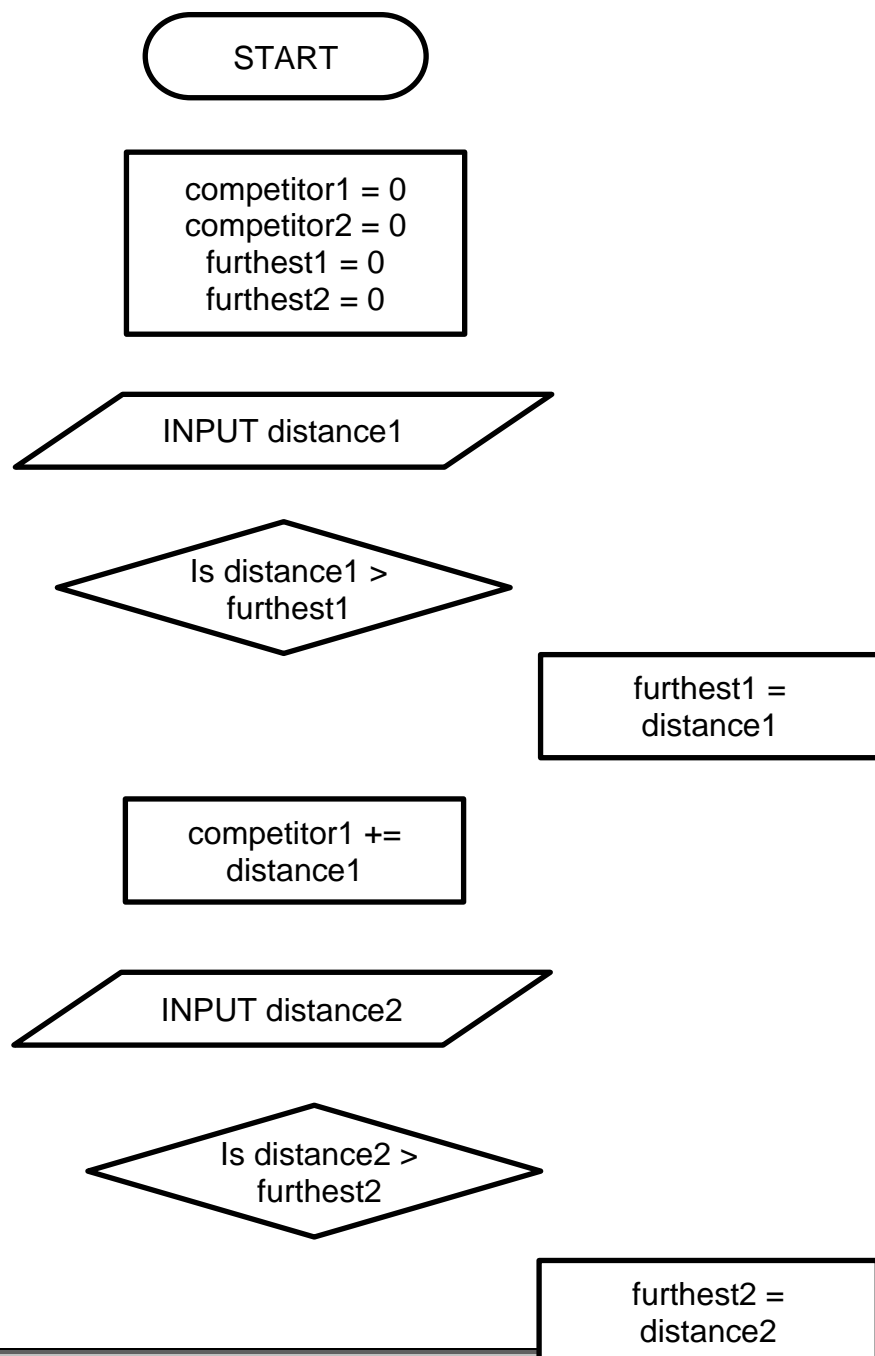 START
competitor1 = 0
competitor2 = 0
furthest1 = 0
furthest2 = 0
INPUT distance1
Is distance1 >
furthest1
furthest1 =
distance1
competitor1 +=
distance1
INPUT distance2
Is distance2 >
furthest2
furthest2 =
distance2